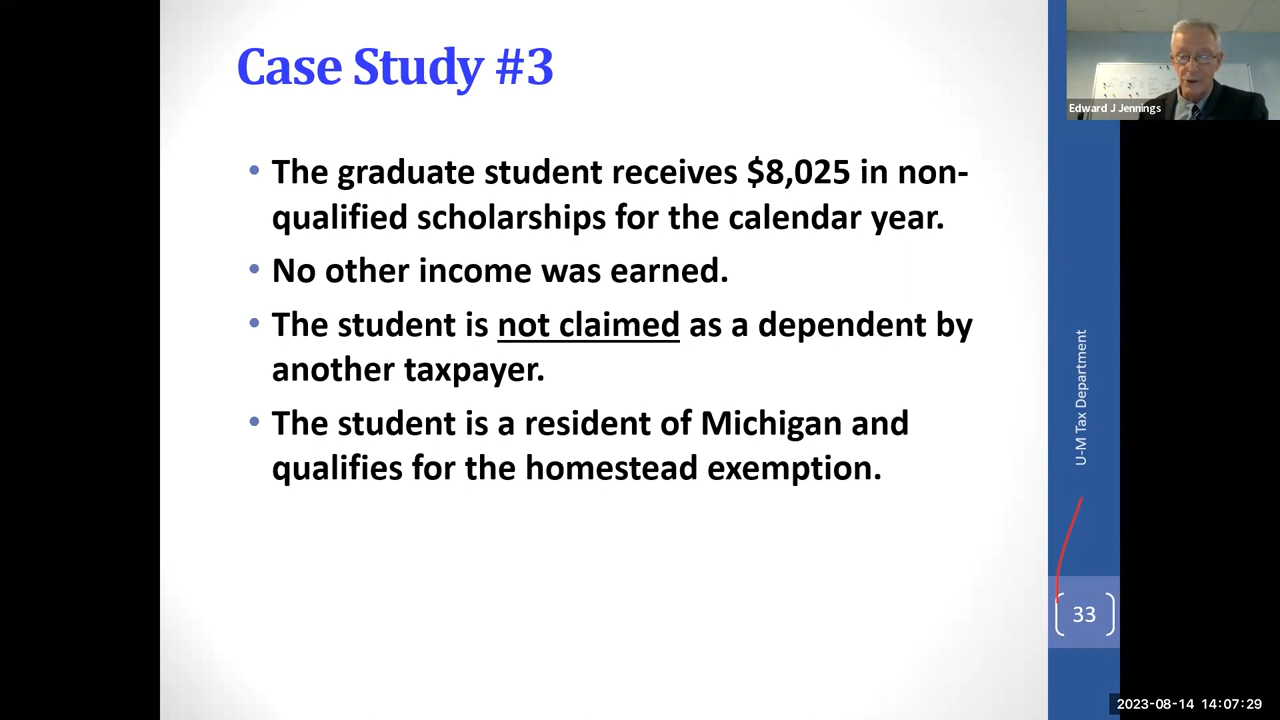 Case Study #3
• The graduate student receives $8,025 in non-
qualified scholarships for the calendar year.
• No other income was earned.
• The student is not claimed as a dependent by
another taxpayer.
• The student is a resident of Michigan and
qualifies for the homestead exemption.
Edward J Jennings
U-M Tax Department
33
2023-08-14 14:07:29